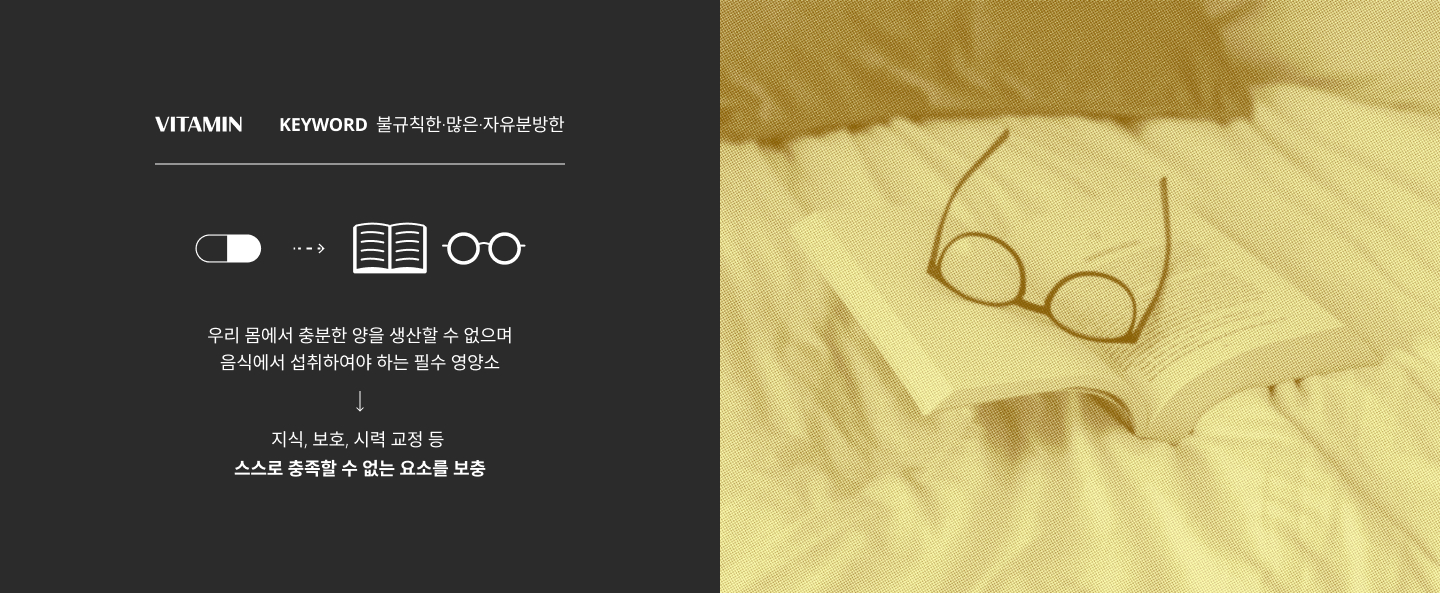 VITAMIN KEYWORD 불규칙한·많은·자유분방한
우리 몸에서 충분한 양을 생산할 수 없으며
음식에서 섭취하여야 하는 필수 영양소
↓
지식, 보호, 시력 교정 등
스스로 충족할 수 없는 요소를 보충